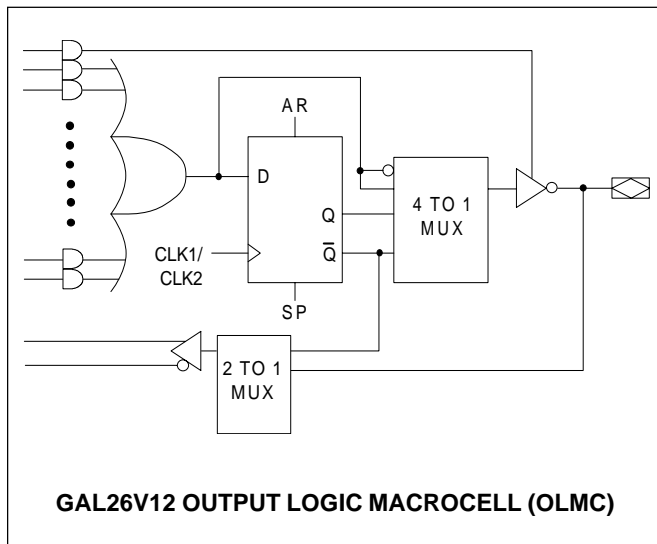 AR
D
4 TO 1
MUX
Q
CLK1/
CLK2
Q̅
SP
2 TO 1
MUX
GAL26V12 OUTPUT LOGIC MACROCELL (OLMC)